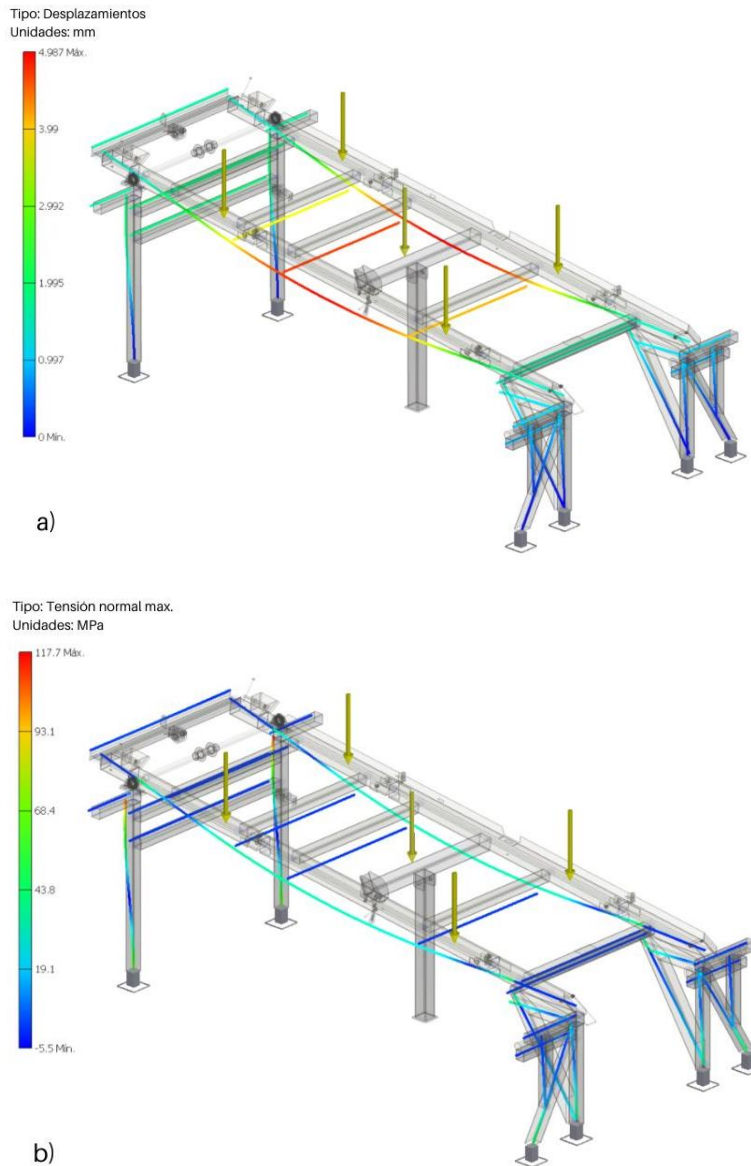 Tipo: Desplazamientos
Unidades: mm
4.987 Máx.
3.99
2.992
1.995
0.997
0 Mín.
a)
Tipo: Tensión normal max.
Unidades: MPa
117.7 Máx.
93.1
68.4
43.8
19.1
-5.5 Mín.
b)